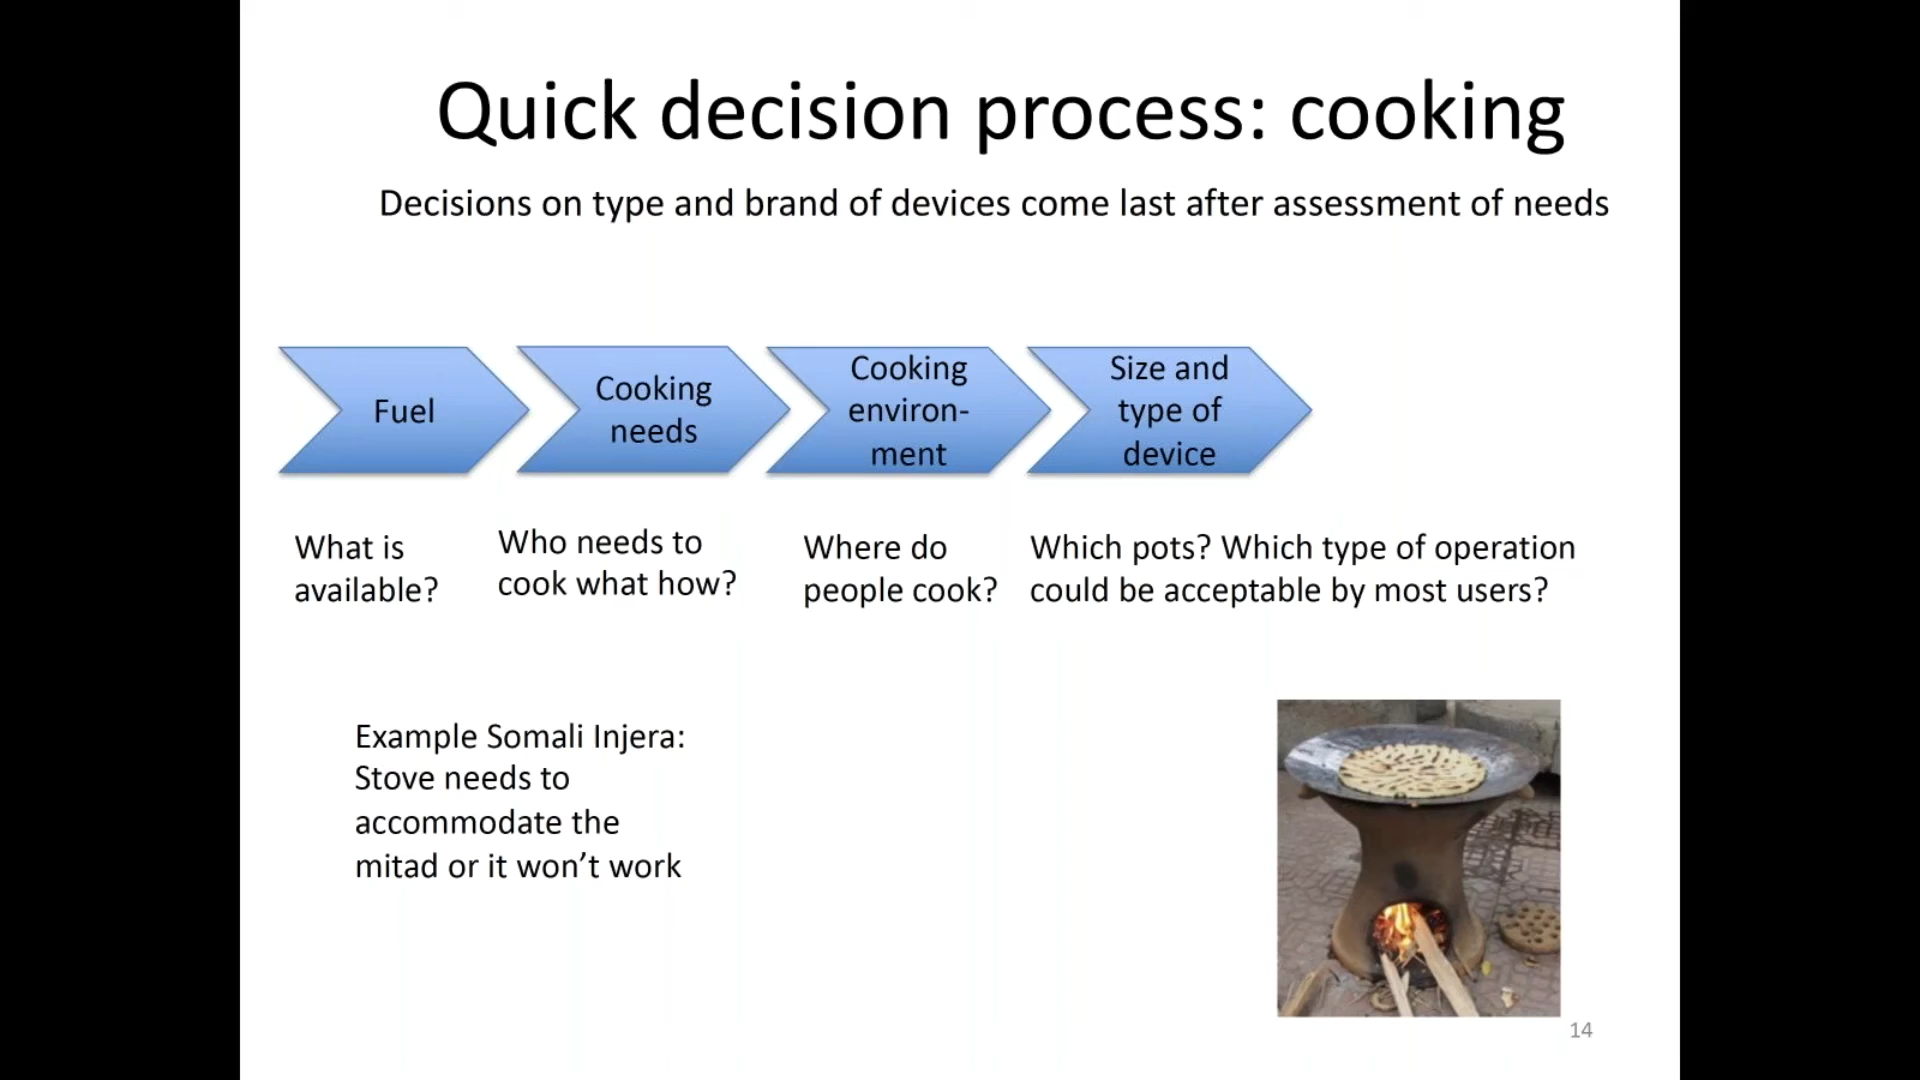 Quick decision process: cooking
Decisions on type and brand of devices come last after assessment of needs
Fuel
Cooking
needs
Cooking
environ-
ment
Size and
type of
device
What is
available?
Who needs to
cook what how?
Where do
people cook?
Which pots? Which type of operation
could be acceptable by most users?
Example Somali Injera:
Stove needs to
accommodate the
mitad or it won’t work
14